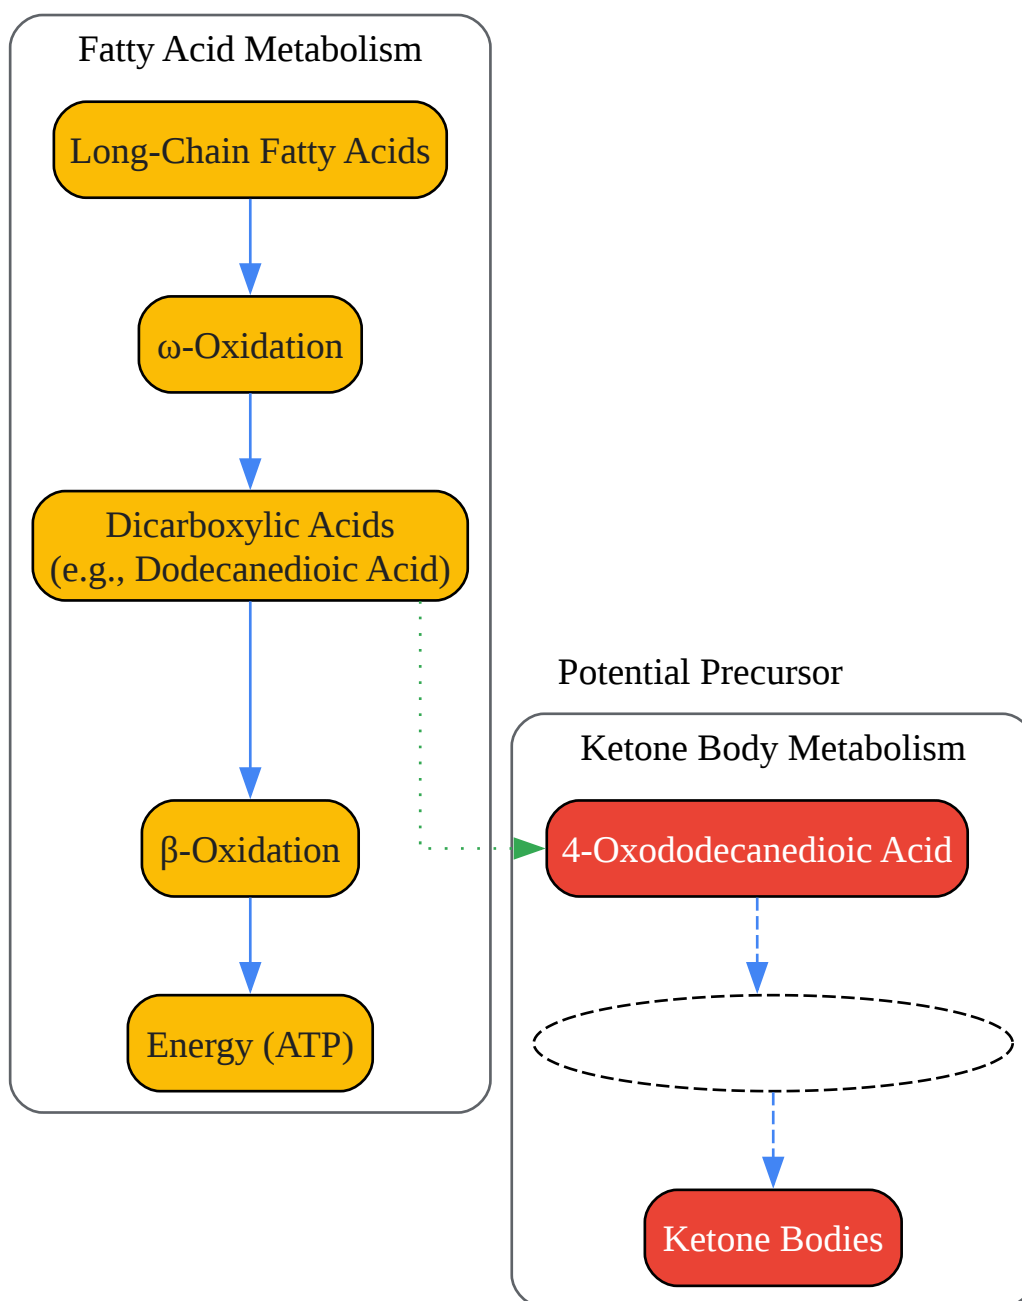 Fatty Acid Metabolism
Long-Chain Fatty Acids
ω-Oxidation
Dicarboxylic Acids
(e.g., Dodecanedioic Acid)
β-Oxidation
Energy (ATP)
Potential Precursor
Ketone Body Metabolism
4-Oxododecanedioic Acid
Ketone Bodies